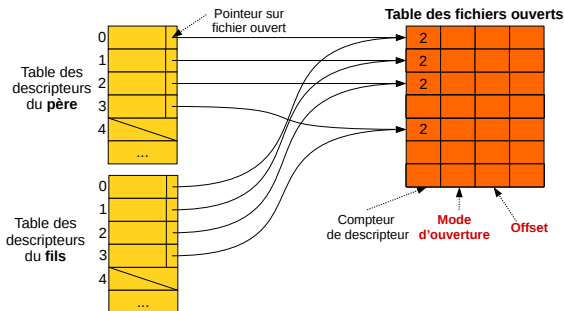 Pointeur sur
fichier ouvert
Table des fichiers ouverts
Table des
descripteurs
du père
0
1
2
3
4
...
2
2
2
2
Table des
descripteurs
du fils
0
1
2
3
4
...
Compteur
de descripteur
Mode
d'ouverture
Offset